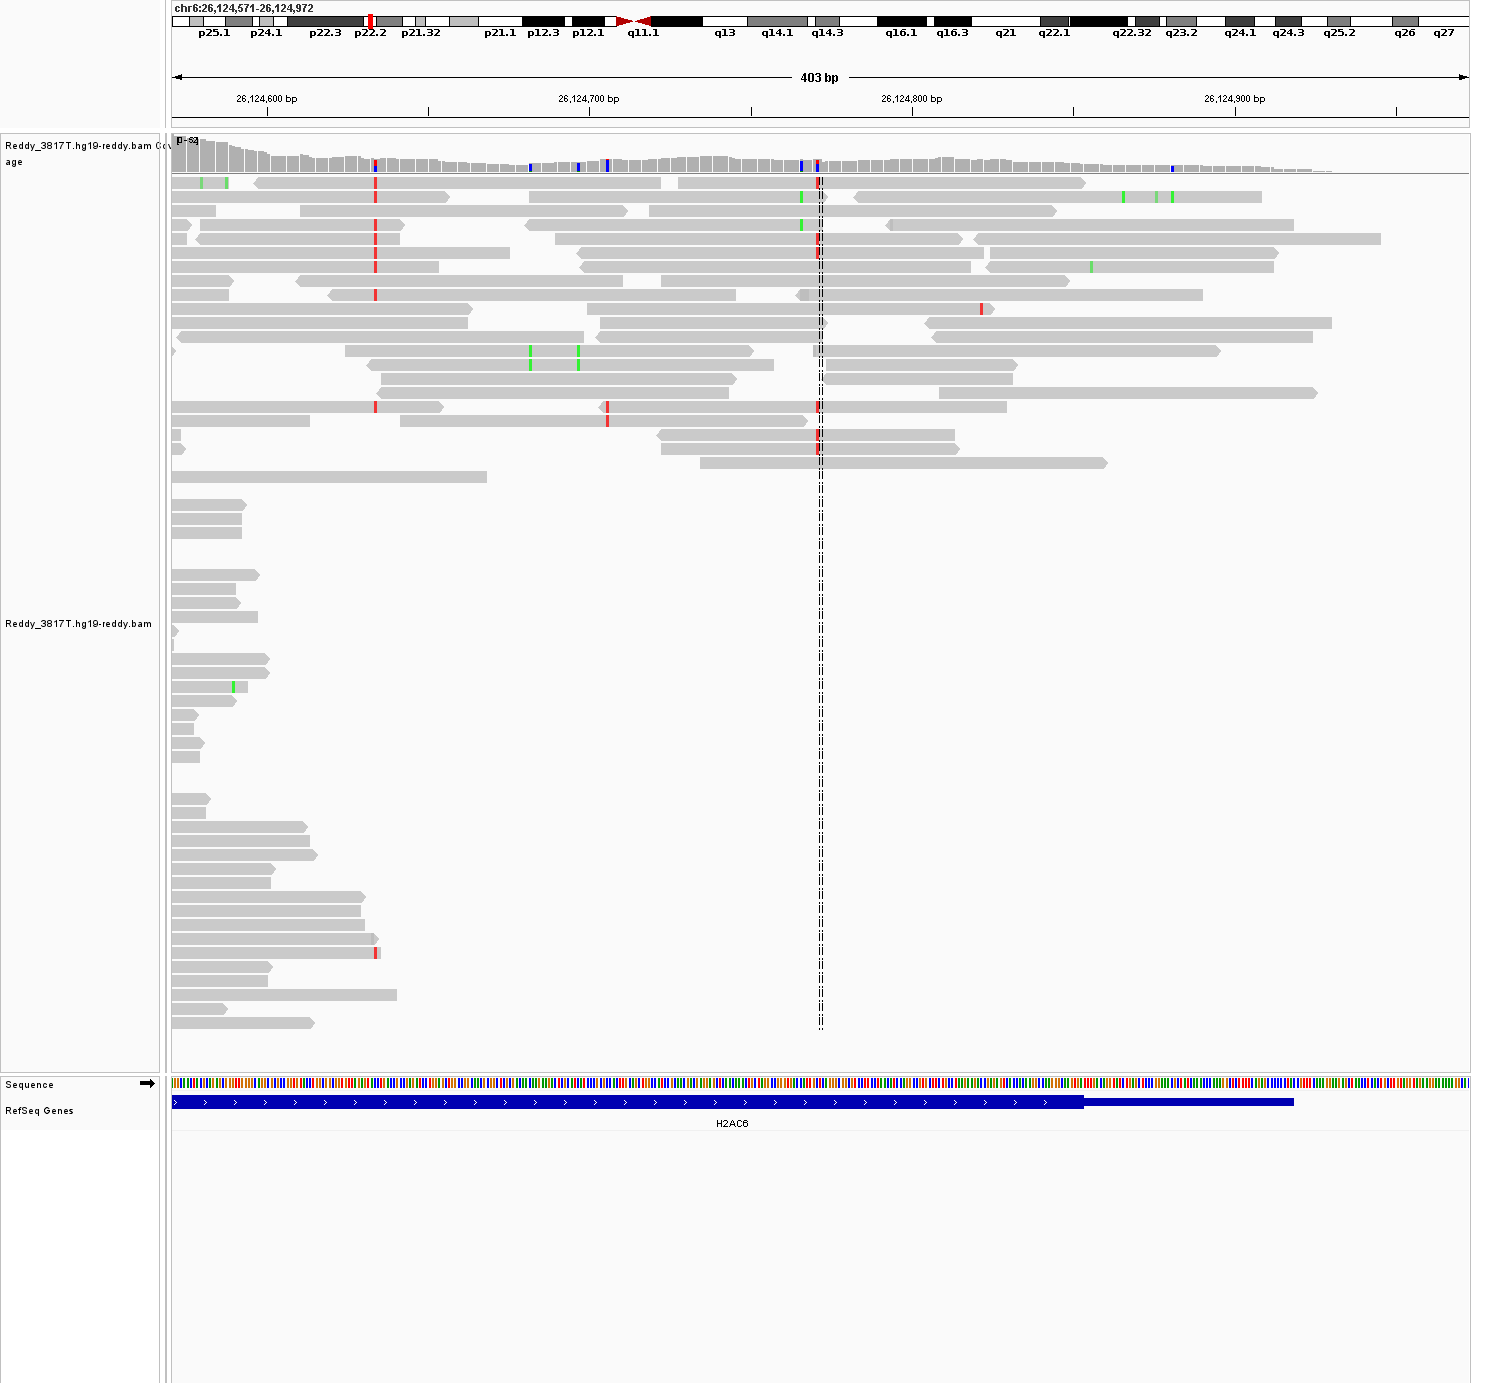 chr6:26,124,571-26,124,972
p25.1 p24.1 p22.3 p22.2 p21.32 p21.1 p12.3 p12.1 q11.1 q13 q14.1 q14.3 q16.1 q16.3 q21 q22.1 q22.32 q23.2 q24.1 q24.3 q25.2 q26 q27
403 bp
26,124,600 bp 26,124,700 bp 26,124,800 bp 26,124,900 bp
Reddy_3817T.hg19-reddy.bam Cov
age
Reddy_3817T.hg19-reddy.bam
Sequence
RefSeq Genes
H2AC6